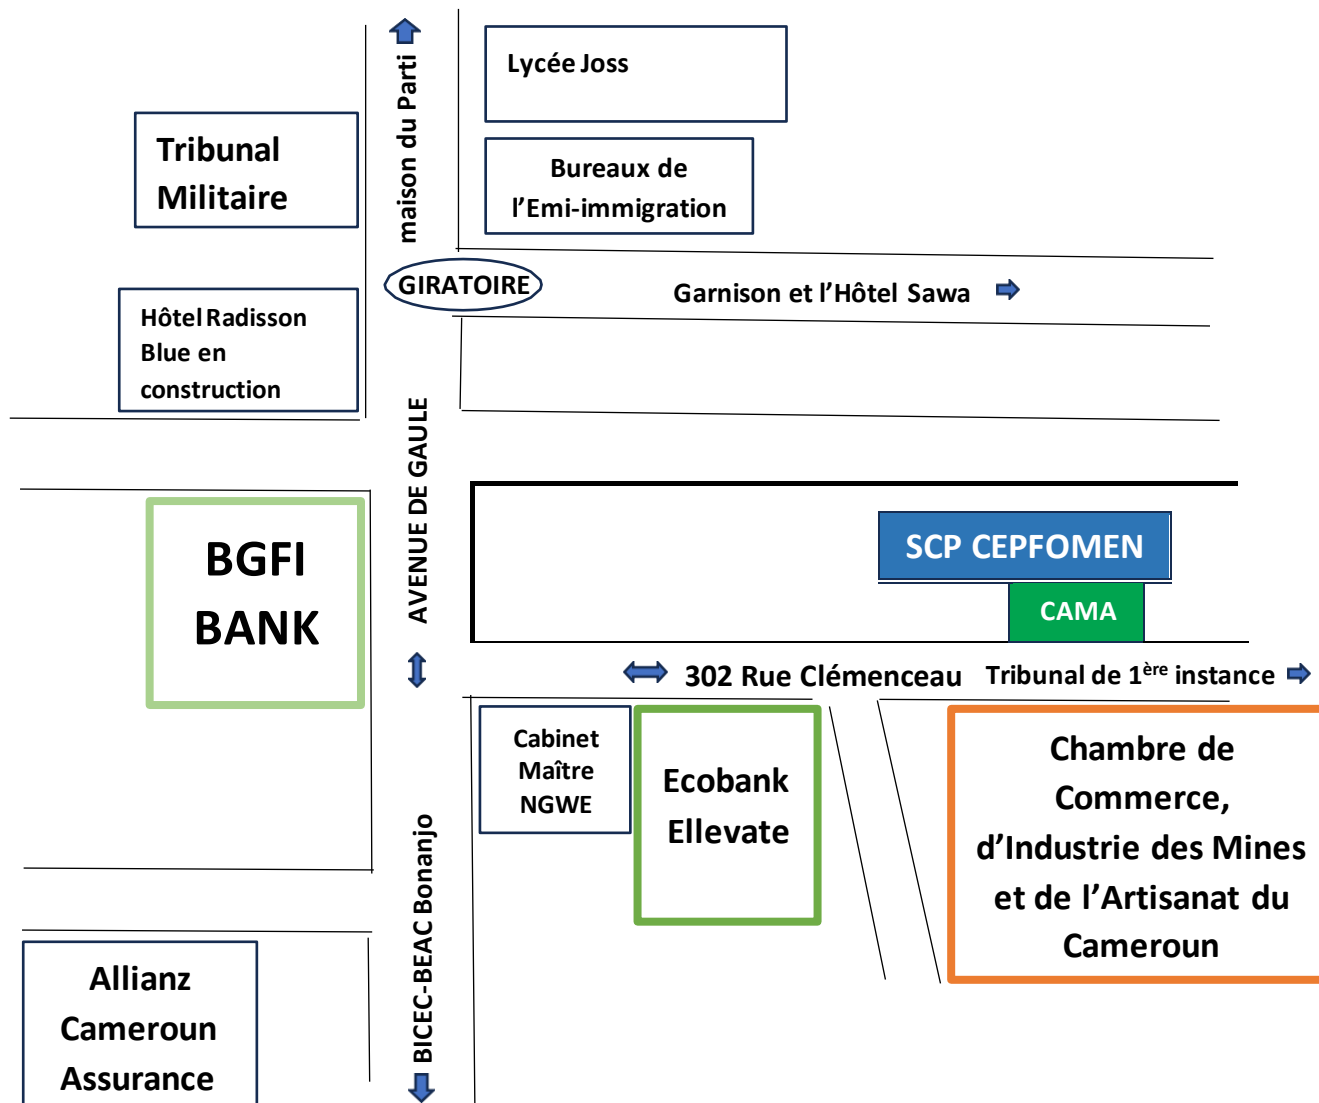 maison du Parti
Lycée Joss
Tribunal
Militaire
Bureaux de
l’Emi-immigration
GIRATOIRE
Garnison et l’Hôtel Sawa
Hôtel Radisson
Blue en
construction
AVENUE DE GAULE
BGFI
BANK
SCP CEPFOMEN
CAMA
302 Rue Clémenceau
Tribunal de 1ère instance
Cabinet
Maître
NGWE
Ecobank
Ellevate
Chambre de
Commerce,
d’Industrie des Mines
et de l’Artisanat du
Cameroun
BICEC-BEAC Bonanjo
Allianz
Cameroun
Assurance